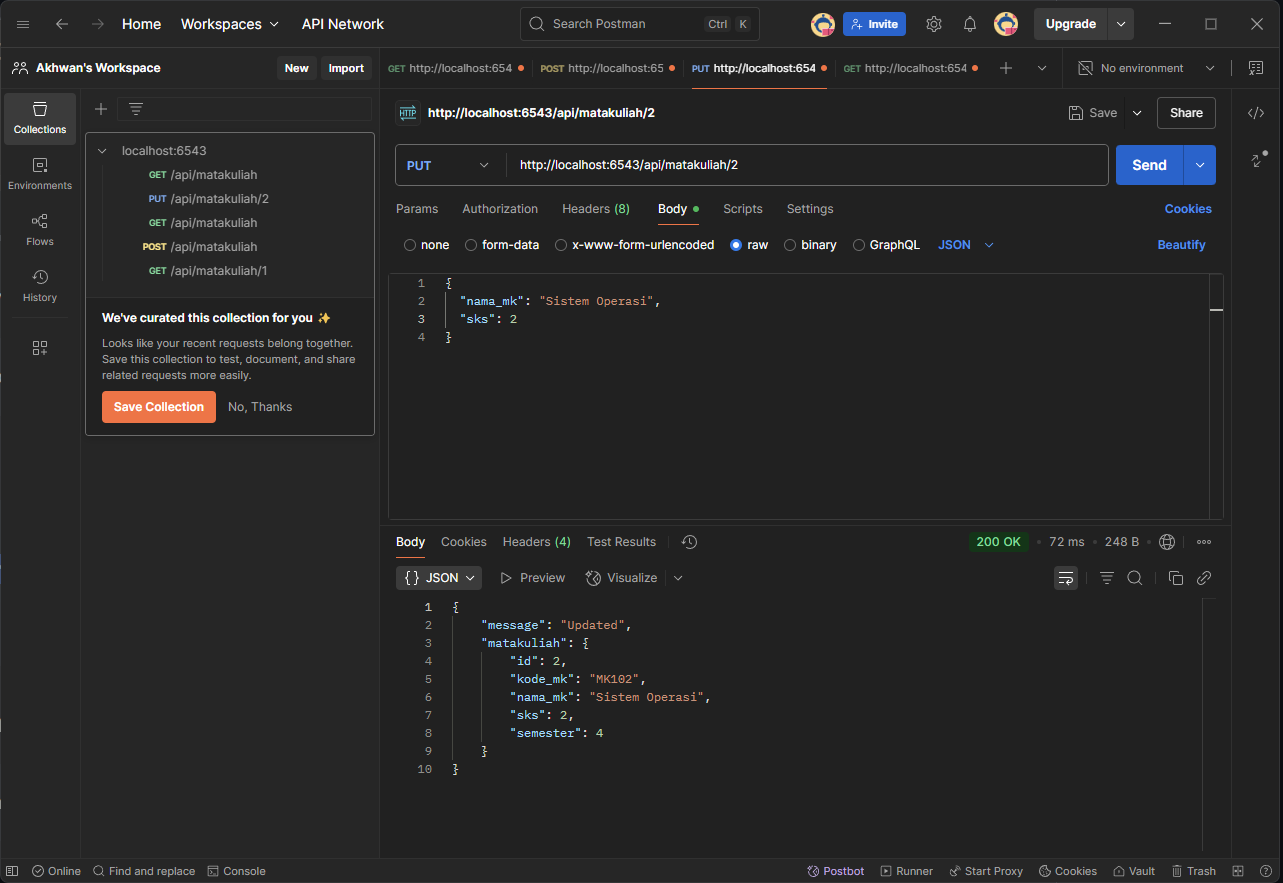 Home Workspaces API Network Search Postman Ctrl K Invite Upgrade
Akhwan's Workspace New Import GET http://localhost:654 POST http://localhost:65 PUT http://localhost:654 GET http://localhost:654 No environment
Collections
Environments
Flows
History
localhost:6543
GET /api/matakuliah
PUT /api/matakuliah/2
GET /api/matakuliah
POST /api/matakuliah
GET /api/matakuliah/1
We've curated this collection for you ✨
Looks like your recent requests belong together.
Save this collection to test, document, and share
related requests more easily.
Save Collection No, Thanks
HTTP http://localhost:6543/api/matakuliah/2 Save Share
PUT http://localhost:6543/api/matakuliah/2 Send
Params Authorization Headers (8) Body Scripts Settings Cookies
none form-data x-www-form-urlencoded raw binary GraphQL JSON Beautify
1 {
2 "nama_mk": "Sistem Operasi",
3 "sks": 2
4 }
Body Cookies Headers (4) Test Results 200 OK • 72 ms • 248 B •
{} JSON Preview Visualize
1 {
2 "message": "Updated",
3 "matakuliah": {
4 "id": 2,
5 "kode_mk": "MK102",
6 "nama_mk": "Sistem Operasi",
7 "sks": 2,
8 "semester": 4
9 }
10 }
Online Find and replace Console Postbot Runner Start Proxy Cookies Vault Trash